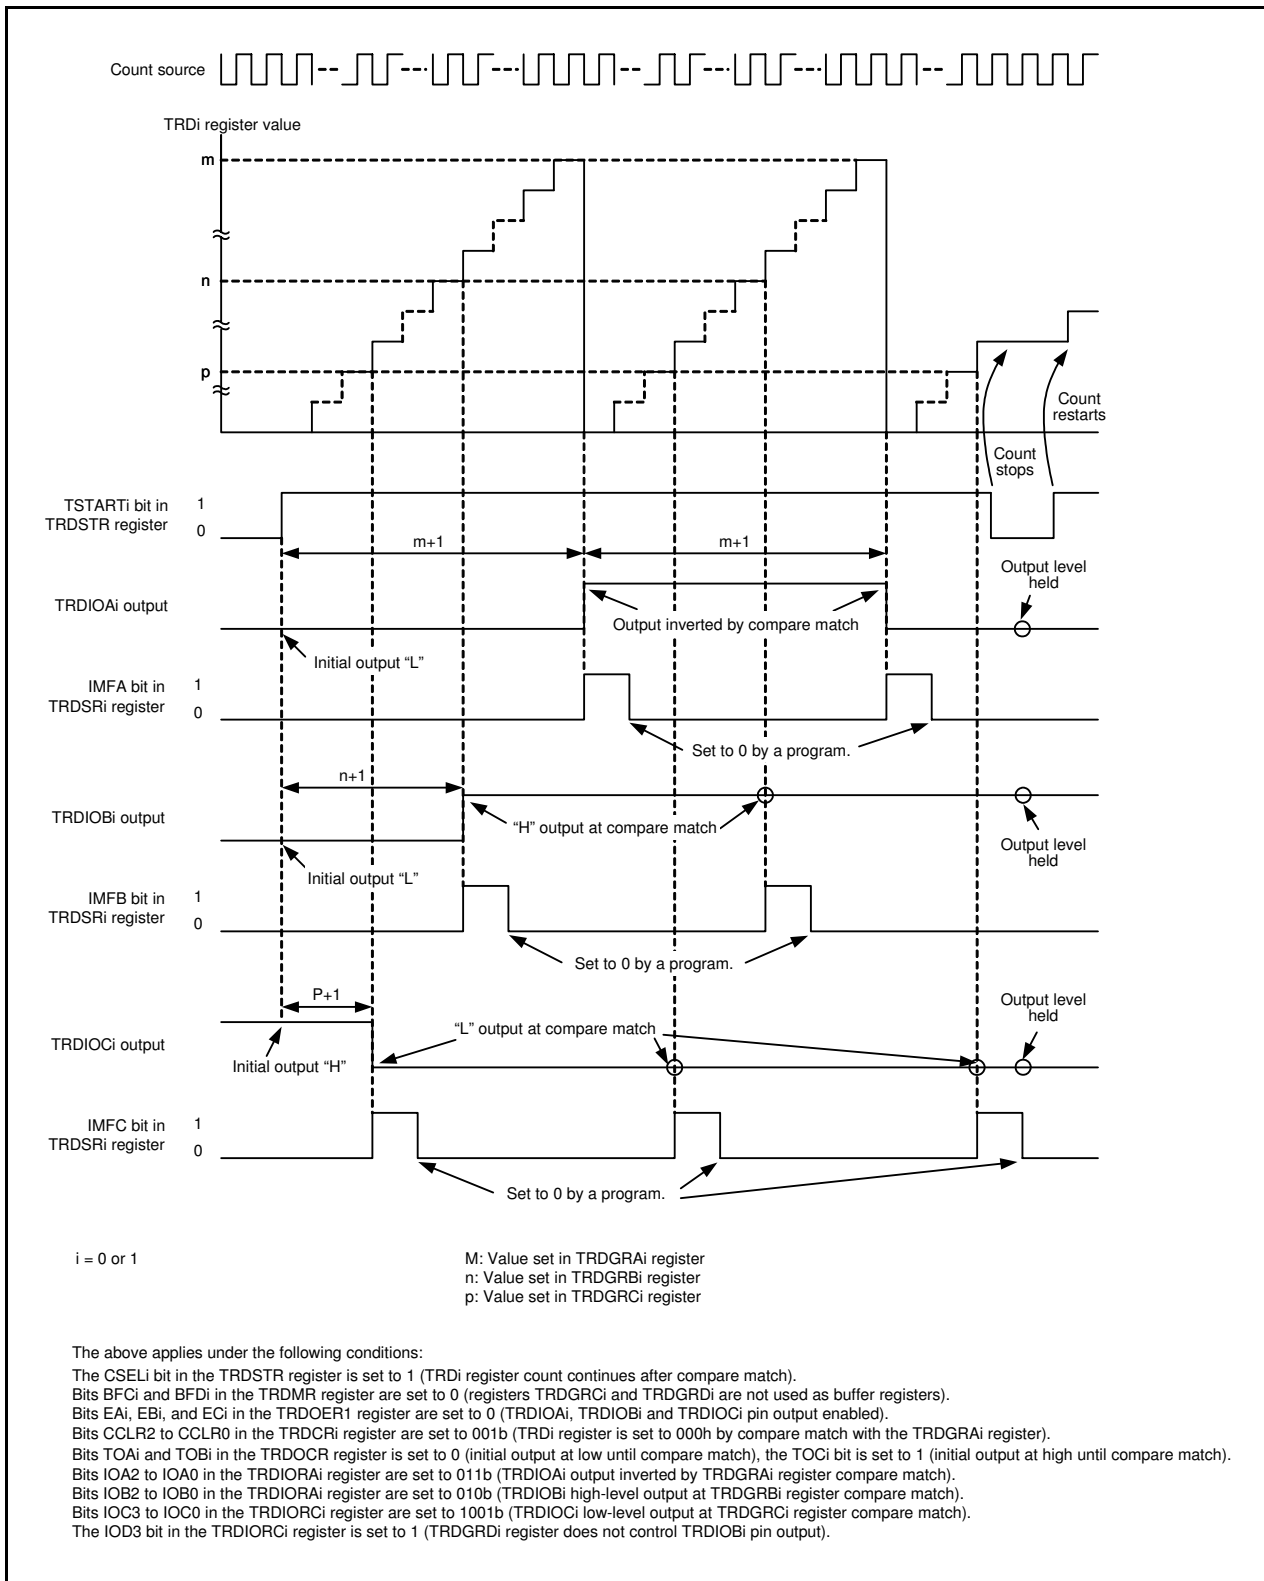 Count source
TRDi register value
m
n
p
Count
restarts
Count
stops
TSTARTi bit in
TRDSTR register
1
0
m+1
m+1
Output level
held
TRDIOAi output
Output inverted by compare match
Initial output “L”
IMFA bit in
TRDSRi register
1
0
Set to 0 by a program.
n+1
TRDIOBi output
“H” output at compare match
Output level
held
Initial output “L”
IMFB bit in
TRDSRi register
1
0
Set to 0 by a program.
P+1
Output level
held
“L” output at compare match
TRDIOCi output
Initial output “H”
IMFC bit in
TRDSRi register
1
0
Set to 0 by a program.
i = 0 or 1
M: Value set in TRDGRAi register
n: Value set in TRDGRBi register
p: Value set in TRDGRCi register
The above applies under the following conditions:
The CSELi bit in the TRDSTR register is set to 1 (TRDi register count continues after compare match).
Bits BFCi and BFDi in the TRDMR register are set to 0 (registers TRDGRCi and TRDGRDi are not used as buffer registers).
Bits EAi, EBi, and ECi in the TRDOER1 register are set to 0 (TRDIOAi, TRDIOBi and TRDIOCi pin output enabled).
Bits CCLR2 to CCLR0 in the TRDCRi register are set to 001b (TRDi register is set to 000h by compare match with the TRDGRAi register).
Bits TOAi and TOBi in the TRDOCR register is set to 0 (initial output at low until compare match), the TOCi bit is set to 1 (initial output at high until compare match).
Bits IOA2 to IOA0 in the TRDIORAi register are set to 011b (TRDIOAi output inverted by TRDGRAi register compare match).
Bits IOB2 to IOB0 in the TRDIORAi register are set to 010b (TRDIOBi high-level output at TRDGRBi register compare match).
Bits IOC3 to IOC0 in the TRDIORCi register are set to 1001b (TRDIOCi low-level output at TRDGRCi register compare match).
The IOD3 bit in the TRDIORCi register is set to 1 (TRDGRDi register does not control TRDIOBi pin output).